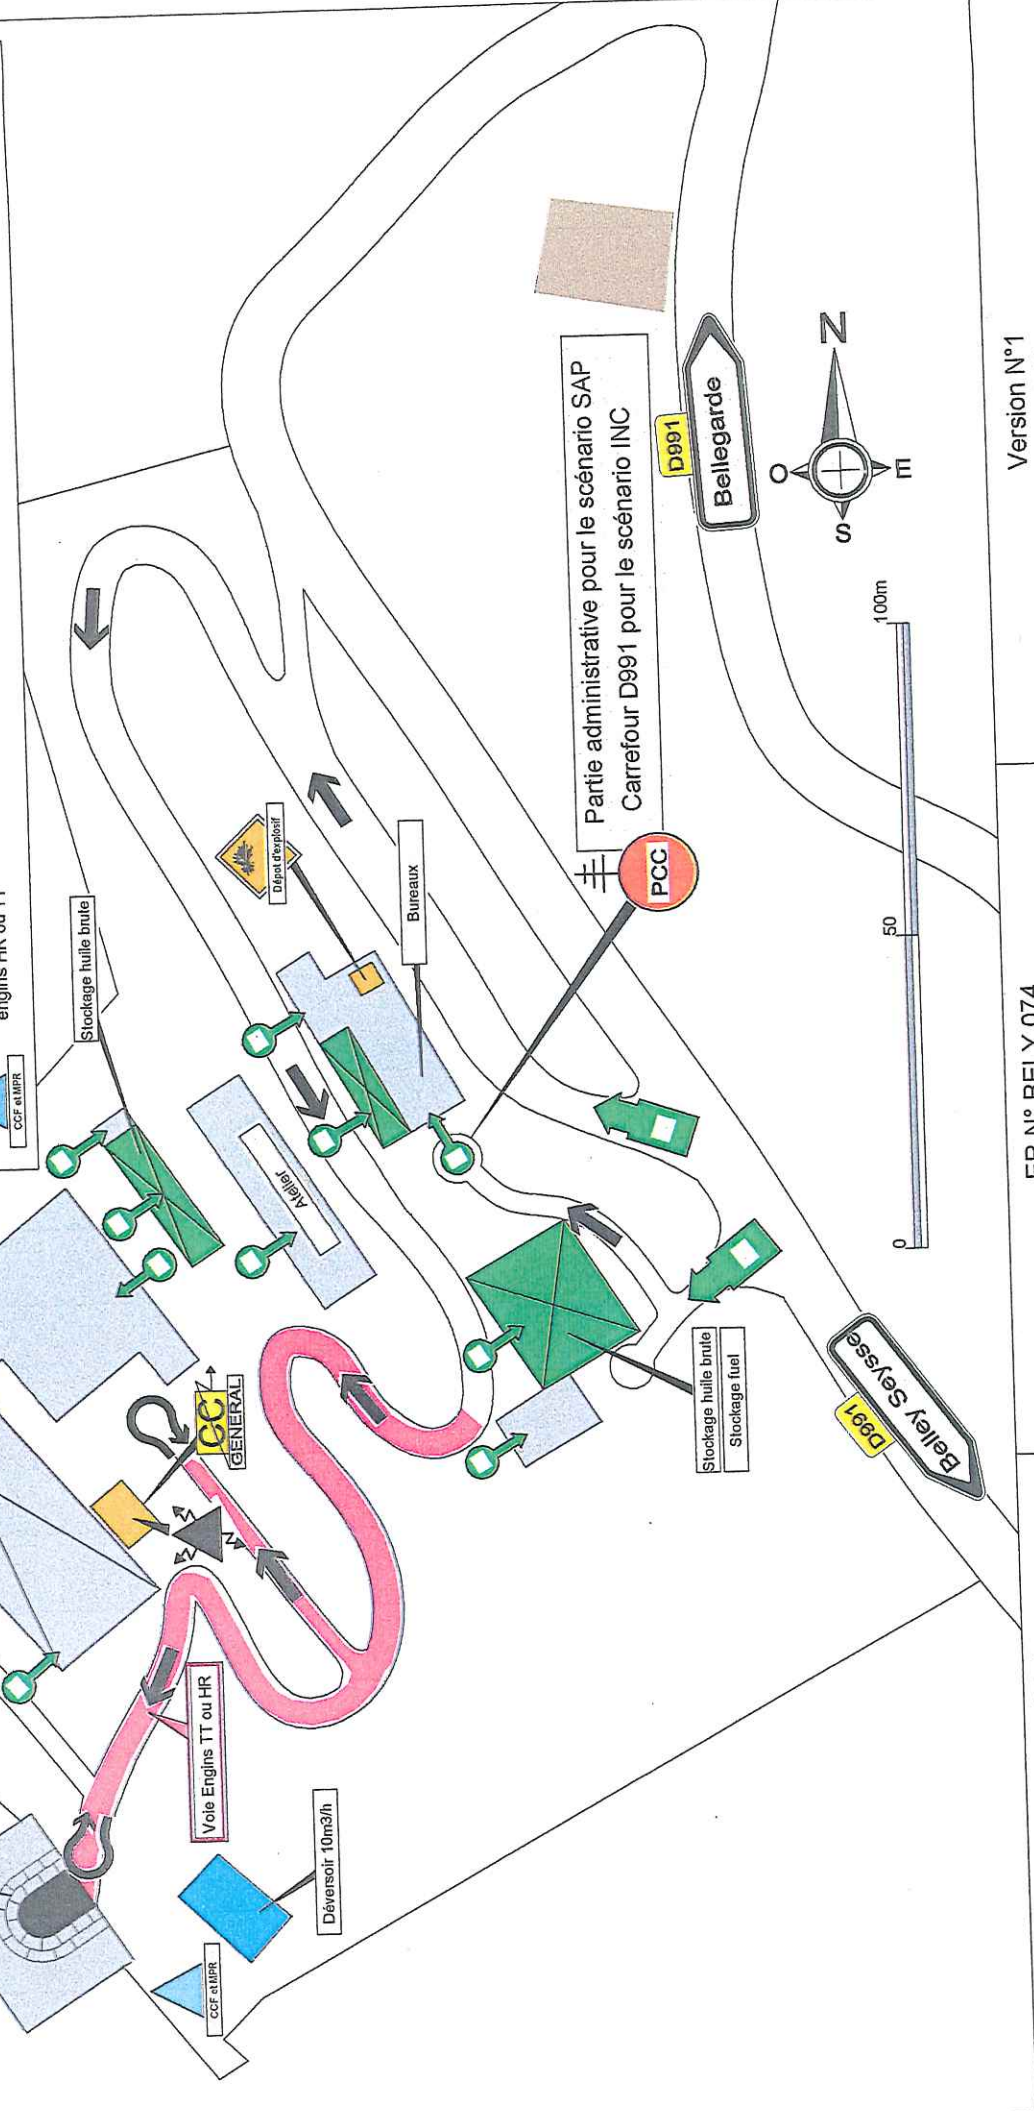 engins HR ou TT
CCF et MPR
Stockage huile brute
Dépot d'explosif
Bureaux
Atelier
Partie administrative pour le scénario SAP
Carrefour D991 pour le scénario INC
PCC
D991
Bellegarde
N
O
E
S
CC
GENERAL
Stockage huile brute
Stockage fuel
Voie Engins TT ou HR
Déversoir 10m3/h
CCF et MPR
D991
Belley Seysse
0
50
100m
Version N°1
ER N° BELY 074